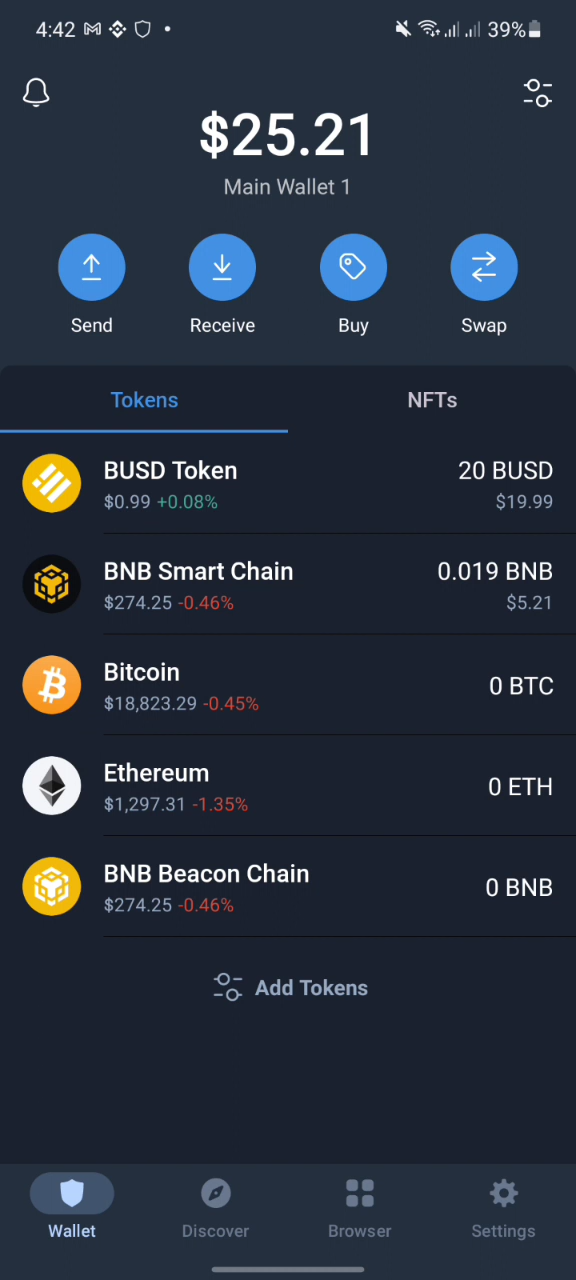 4:42 39%
$25.21
Main Wallet 1
Send Receive Buy Swap
Tokens NFTs
BUSD Token 20 BUSD
$0.99 +0.08% $19.99
BNB Smart Chain 0.019 BNB
$274.25 -0.46% $5.21
Bitcoin 0 BTC
$18,823.29 -0.45%
Ethereum 0 ETH
$1,297.31 -1.35%
BNB Beacon Chain 0 BNB
$274.25 -0.46%
Add Tokens
Wallet Discover Browser Settings